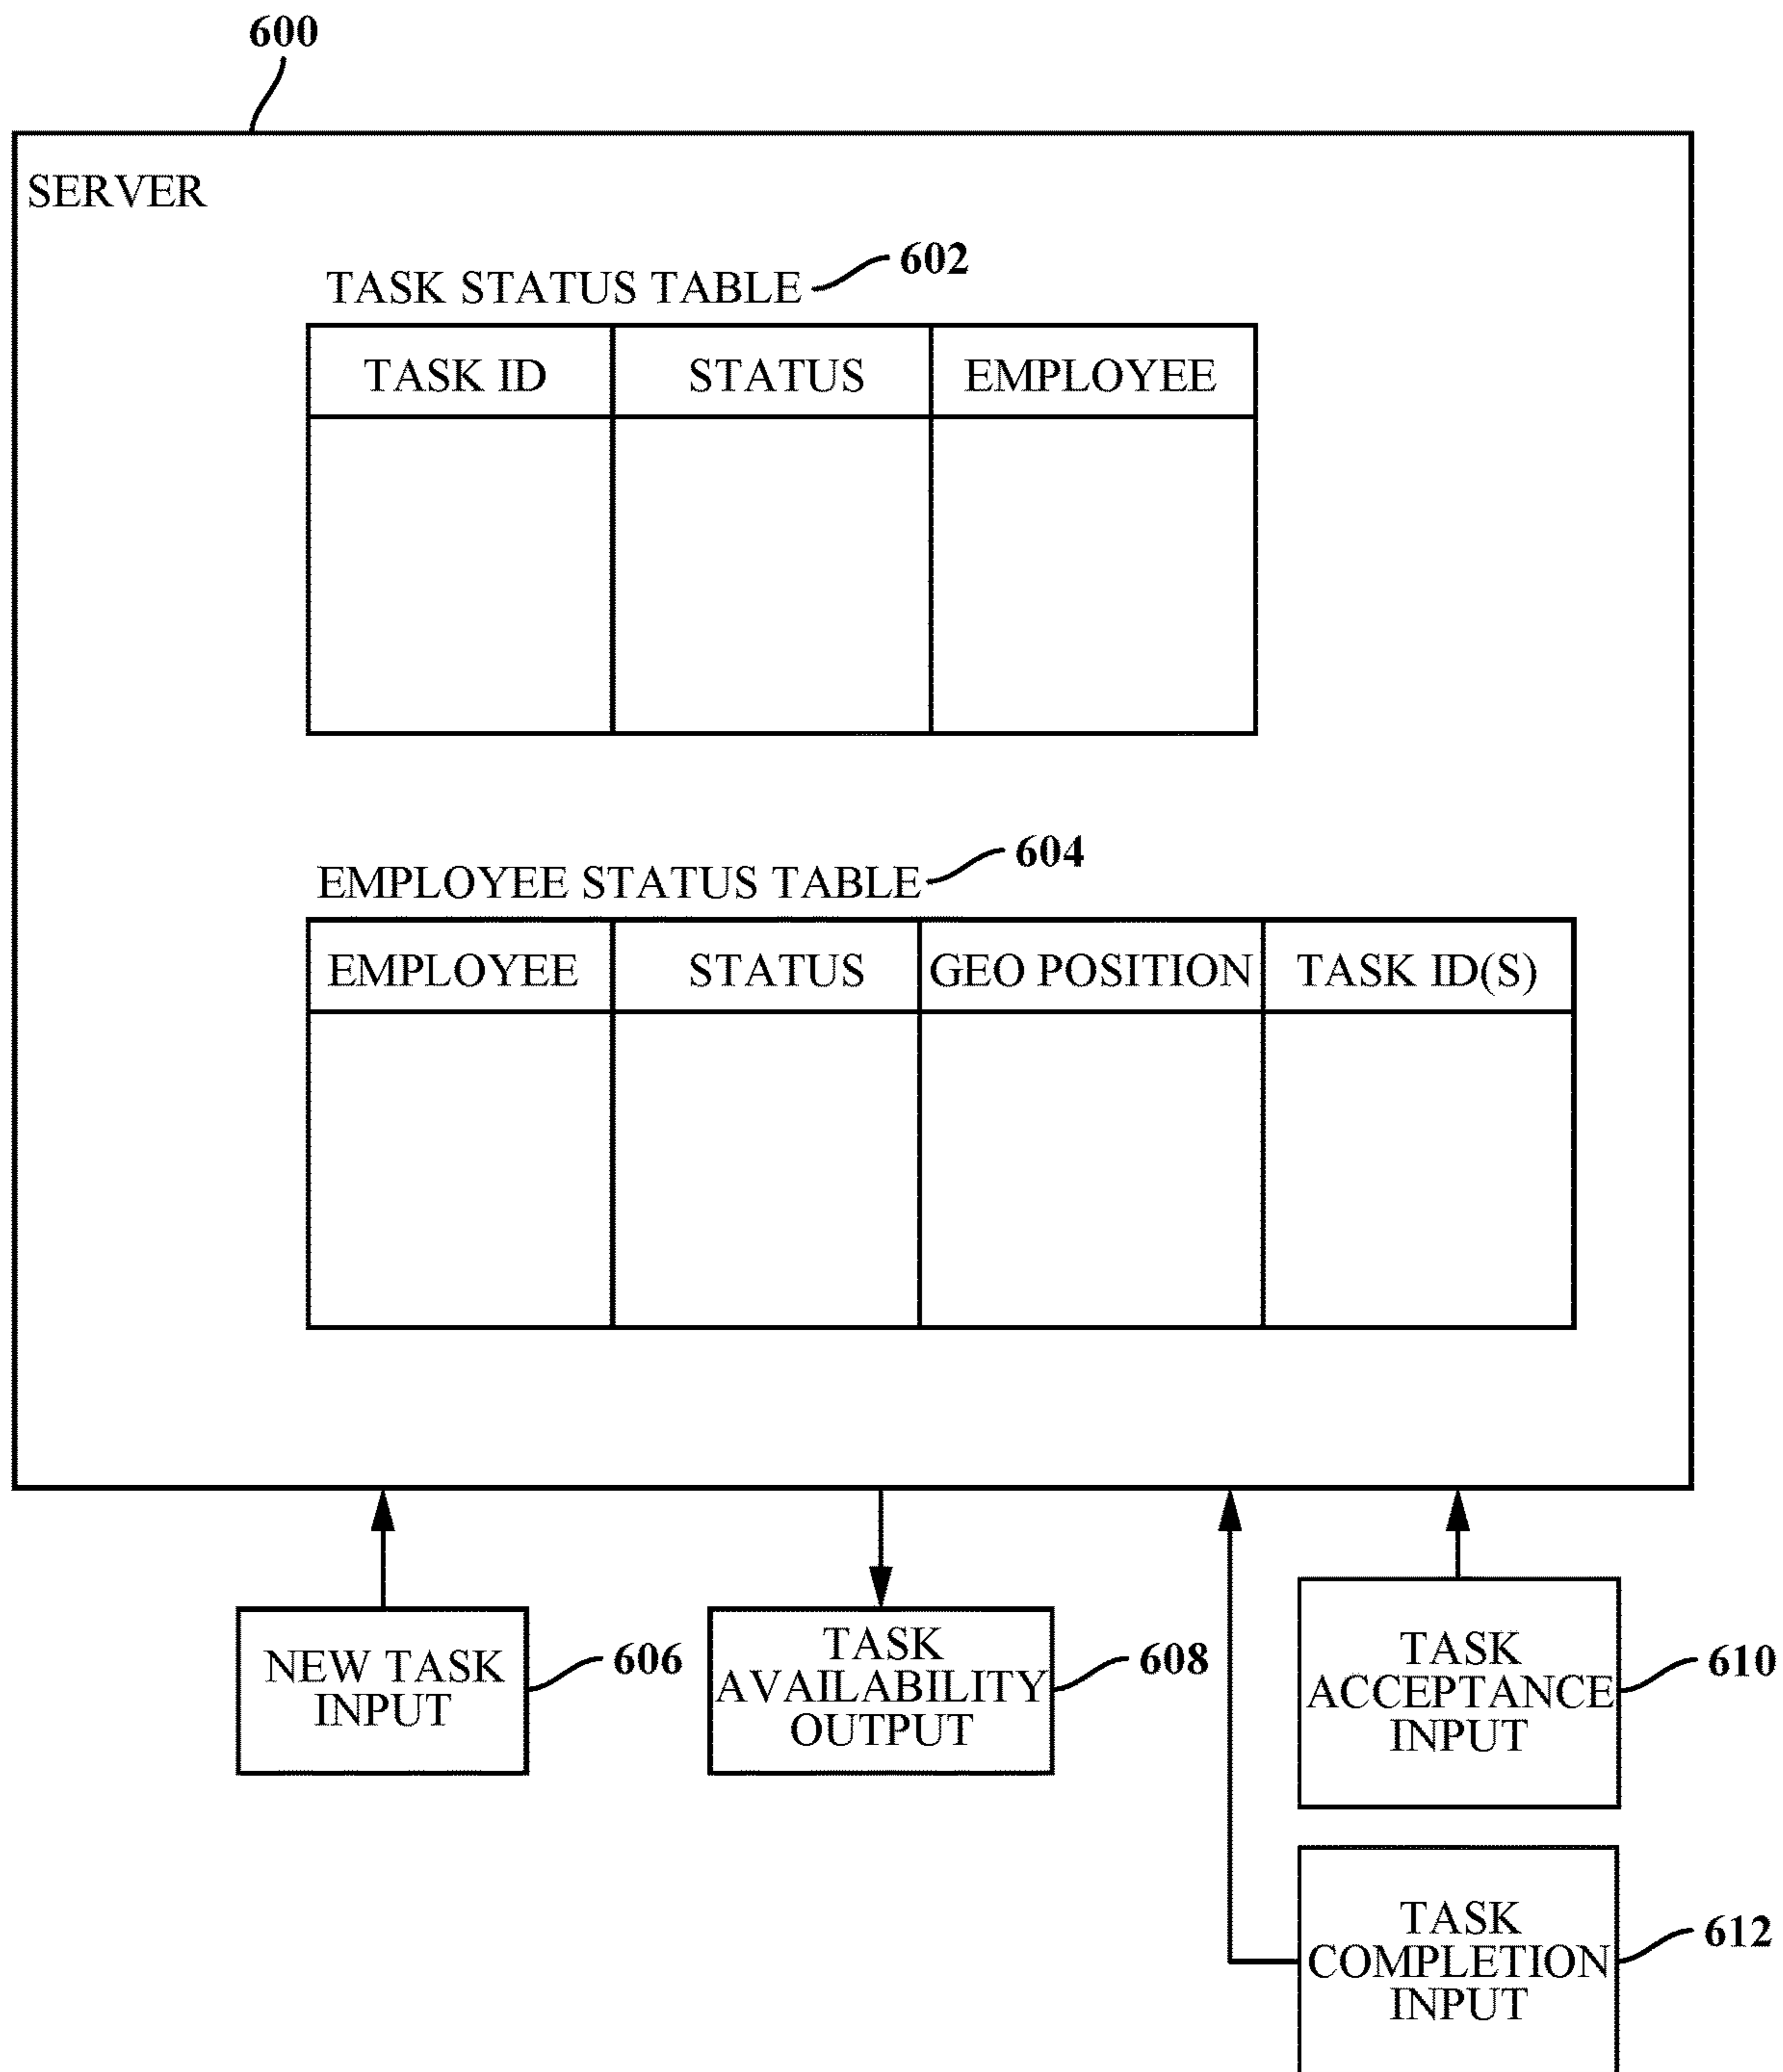 600
SERVER
602
TASK STATUS TABLE
TASK ID STATUS EMPLOYEE
604
EMPLOYEE STATUS TABLE
EMPLOYEE STATUS GEO POSITION TASK ID(S)
NEW TASK
INPUT
606
TASK
AVAILABILITY
OUTPUT
608
TASK
ACCEPTANCE
INPUT
610
TASK
COMPLETION
INPUT
612